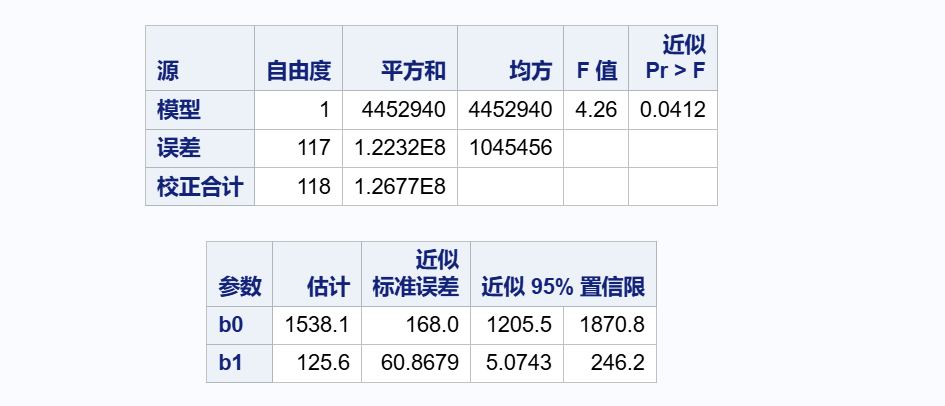 源 自由度 平方和 均方 F 值 近似 Pr > F
模型 1 4452940 4452940 4.26 0.0412
误差 117 1.2232E8 1045456
校正合计 118 1.2677E8
参数 估计 近似 标准误差 近似 95% 置信限
b0 1538.1 168.0 1205.5 1870.8
b1 125.6 60.8679 5.0743 246.2